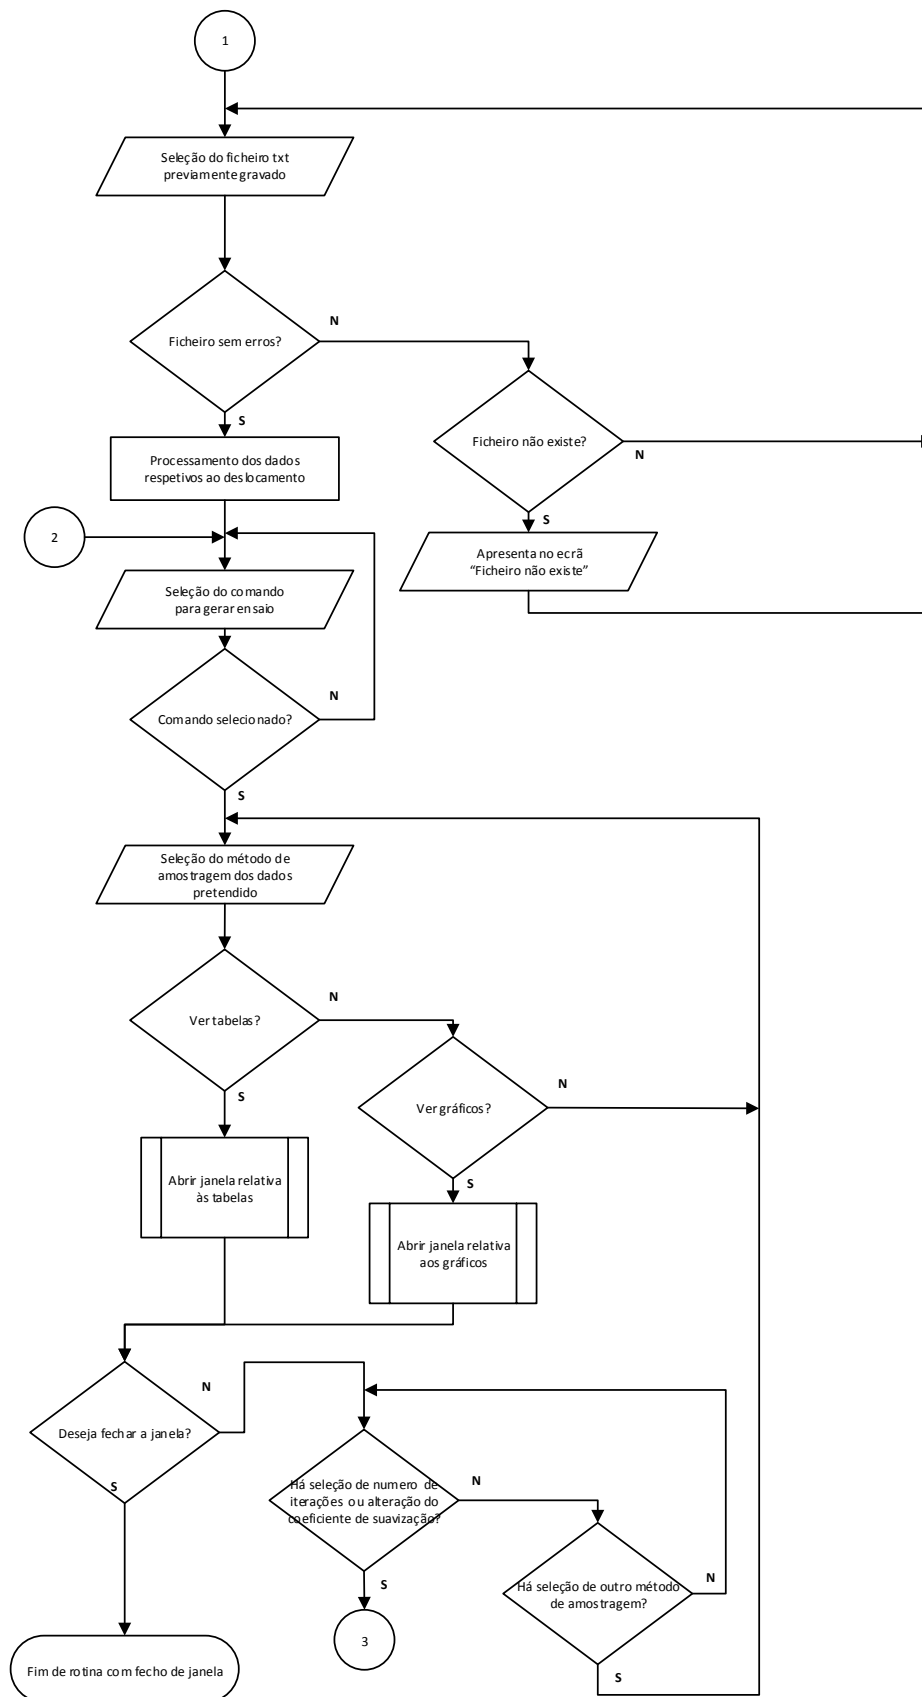 1
Seleção do ficheiro txt
previamente gravado
Ficheiro sem erros?
N
S
Ficheiro não existe?
N
S
Processamento dos dados
respetivos ao deslocamento
2
Apresenta no ecrã
“Ficheiro não existe”
Seleção do comando
para gerar ensaio
Comando selecionado?
N
S
Seleção do método de
amostragem dos dados
pretendido
Ver tabelas?
N
S
Ver gráficos?
N
S
Abrir janela relativa
às tabelas
Abrir janela relativa
aos gráficos
Deseja fechar a janela?
N
S
Há seleção de numero de
iterações ou alteração do
coeficiente de suavização?
N
S
Há seleção de outro método
de amostragem?
N
S
3
Fim de rotina com fecho de janela